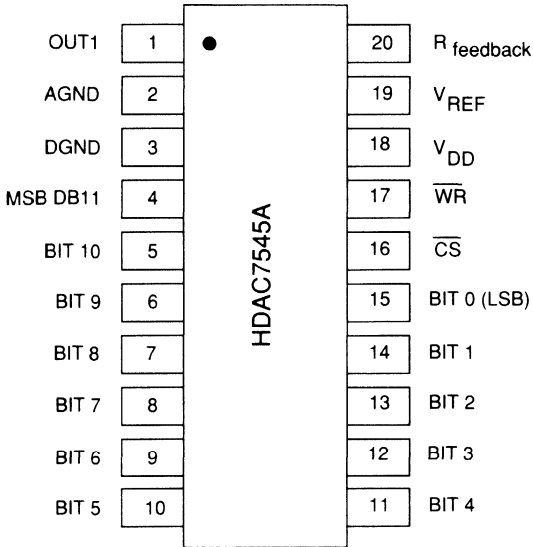 OUT1 1 20 R feedback
AGND 2 19 VREF
DGND 3 18 VDD
MSB DB11 4 17 W̅R̅
BIT 10 5 16 C̅S̅
BIT 9 6 15 BIT 0 (LSB)
BIT 8 7 14 BIT 1
BIT 7 8 13 BIT 2
BIT 6 9 12 BIT 3
BIT 5 10 11 BIT 4
HDAC7545A